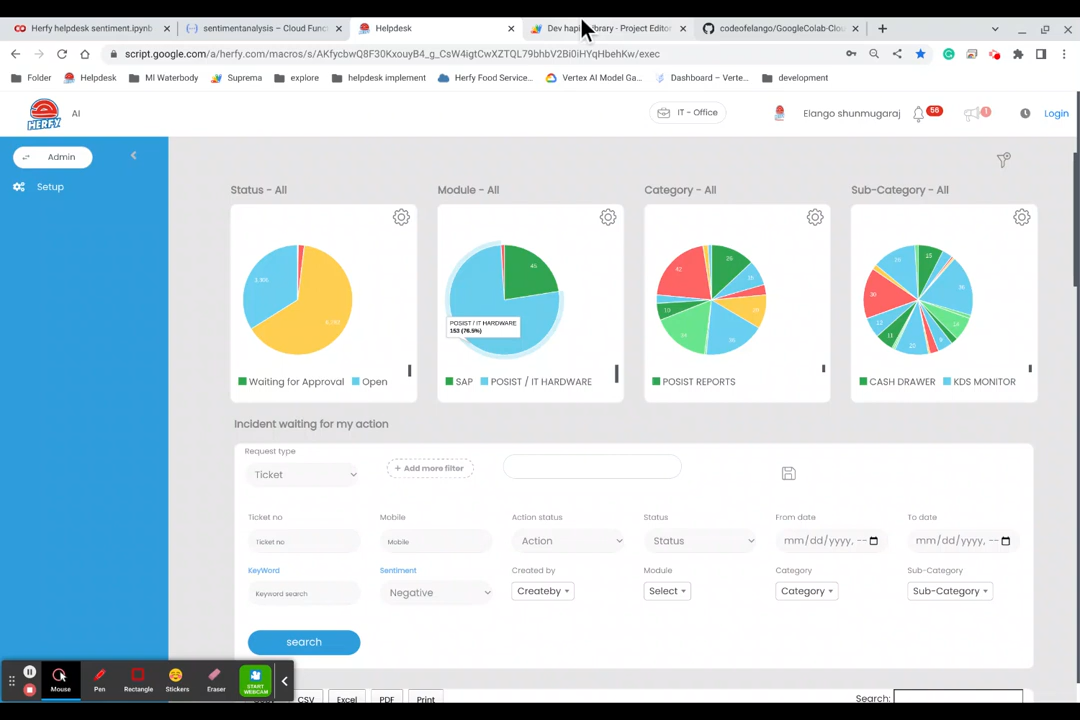 Herfy helpdesk sentiment.ipynb
sentimentanalysis – Cloud Func
Helpdesk
Dev hapi Library - Project Editor
codeofelango/GoogleColab-Clou
script.google.com/a/herfy.com/macros/s/AKfycbwQ8F30KxouyB4_g_CsW4igtCwXZTQL79bhbV2Bi0iHYqHbehKw/exec
Folder
Helpdesk
MI Waterbody
Suprema
explore
helpdesk implement
Herfy Food Service...
Vertex AI Model Ga...
Dashboard – Verte...
development
HERFY
AI
IT - Office
Elango shunmugaraj
56
1
Login
Admin
Setup
Status - All
Module - All
Category - All
Sub-Category - All
45
POSIST / IT HARDWARE
153 (76.5%)
Waiting for Approval
Open
SAP
POSIST / IT HARDWARE
42
POSIST REPORTS
CASH DRAWER
KDS MONITOR
Incident waiting for my action
Request type
Ticket
+ Add more filter
Ticket no
Mobile
Action status
Status
From date
To date
Ticket no
Mobile
Action
Status
mm/dd/yyyy, --
mm/dd/yyyy, --
KeyWord
Sentiment
Created by
Module
Category
Sub-Category
Keyword search
Negative
Createby
Select
Category
Sub-Category
search
Mouse
Pen
Rectangle
Stickers
Eraser
START WEBCAM
CSV
Excel
PDF
Print
Search: